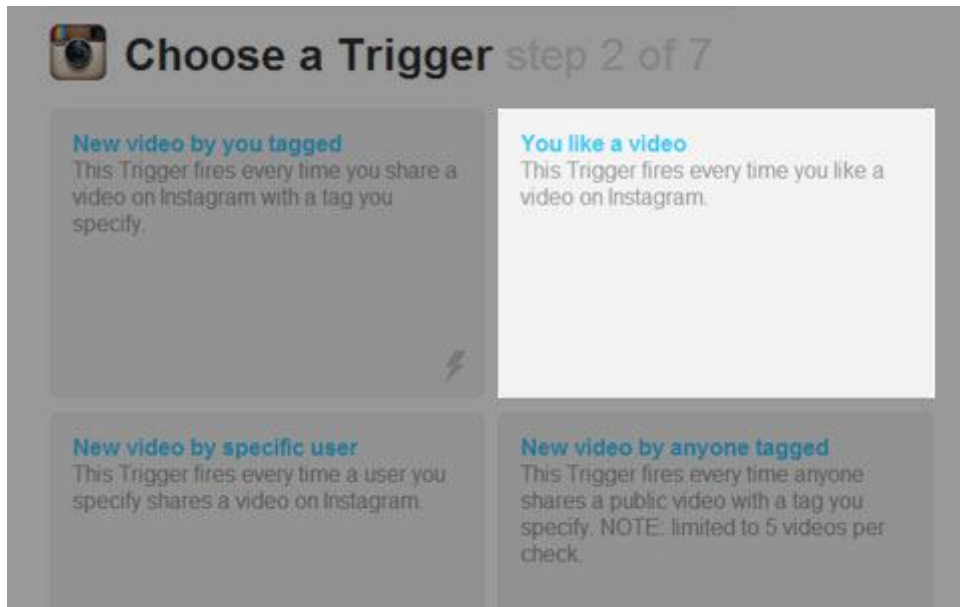 Choose a Trigger step 2 of 7
New video by you tagged
This Trigger fires every time you share a
video on Instagram with a tag you
specify.
You like a video
This Trigger fires every time you like a
video on Instagram.
New video by specific user
This Trigger fires every time a user you
specify shares a video on Instagram.
New video by anyone tagged
This Trigger fires every time anyone
shares a public video with a tag you
specify. NOTE: limited to 5 videos per
check.